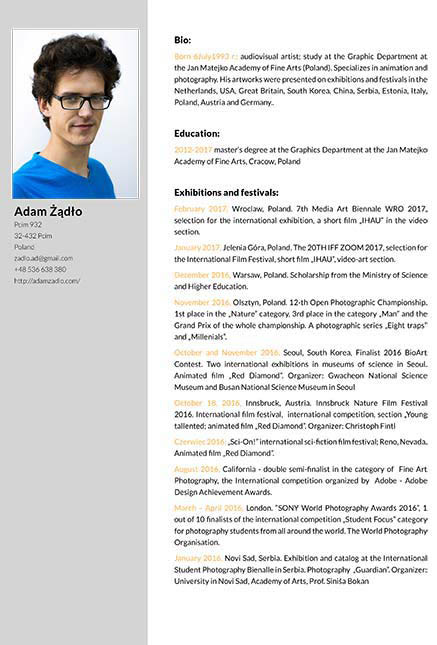 Adam Żądło
Pcim 932
32-432 Pcim
Poland
zadlo.ad@gmail.com
+48 536 638 380
http://adamzadlo.com/
Bio:
Born 6July1993 r.; audiovisual artist; study at the Graphic Department at
the Jan Matejko Academy of Fine Arts (Poland). Specializes in animation and
photography. His artworks were presented on exhibitions and festivals in the
Netherlands, USA, Great Britain, South Korea, China, Serbia, Estonia, Italy,
Poland, Austria and Germany..
Education:
2012-2017 master's degree at the Graphics Department at the Jan Matejko
Academy of Fine Arts, Cracow, Poland
Exhibitions and festivals:
February 2017, Wroclaw, Poland. 7th Media Art Biennale WRO 2017,
selection for the international exhibition, a short film „IHAU" in the video
section.
January 2017, Jelenia Góra, Poland. The 20TH IFF ZOOM 2017, selection for
the International Film Festival, short film „IHAU", video-art section.
December 2016, Warsaw, Poland. Scholarship from the Ministry of Science
and Higher Education.
November 2016. Olsztyn, Poland. 12-th Open Photographic Championship,
1st place in the „Nature" category, 3rd place in the category „Man" and the
Grand Prix of the whole championship. A photographic series „Eight traps"
and „Millenials".
October and November 2016. Seoul, South Korea, Finalist 2016 BioArt
Contest. Two international exhibitions in museums of science in Seoul.
Animated film „Red Diamond". Organizer: Gwacheon National Science
Museum and Busan National Science Museum in Seoul
October 18, 2016. Innsbruck, Austria. Innsbruck Nature Film Festival
2016. International film festival, international competition, section „Young
tallented; animated film „Red Diamond". Organizer: Christoph Fintl
Czerwiec 2016; „Sci-On!" international sci-fiction film festival; Reno, Nevada.
Animated film „Red Diamond".
August 2016. California - double semi-finalist in the category of Fine Art
Photography, the International competition organized by Adobe - Adobe
Design Achievement Awards.
March – April 2016, London. "SONY World Photography Awards 2016", 1
out of 10 finalists of the international competition „Student Focus" category
for photography students from all around the world. The World Photography
Organisation.
January 2016. Novi Sad, Serbia. Exhibition and catalog at the International
Student Photography Bienalle in Serbia. Photography „Guardian". Organizer:
University in Novi Sad, Academy of Arts, Prof. Siniša Bokan